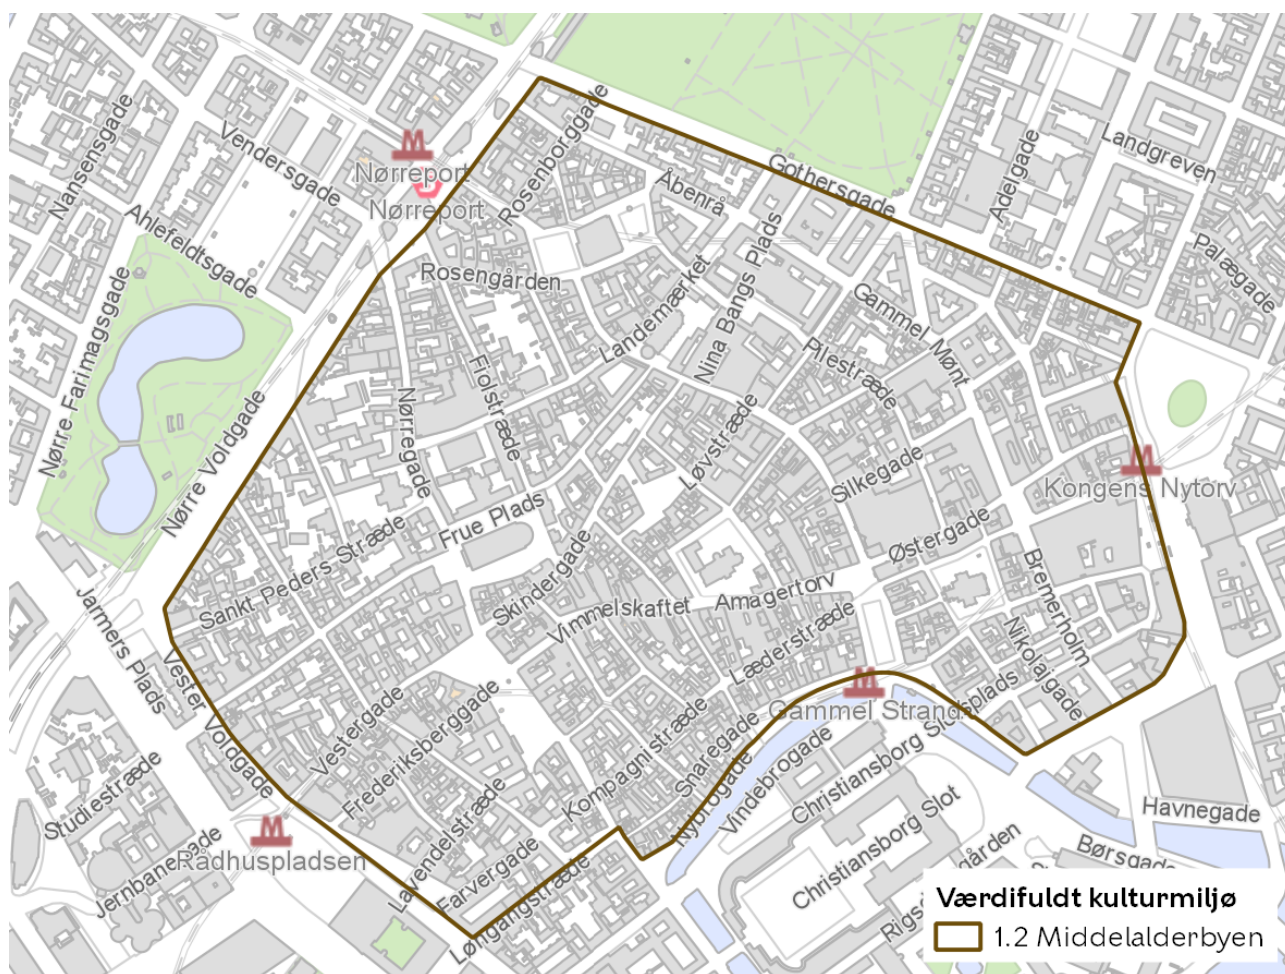 Nansensgade
Vendersgade
Ahlefeldtsgade
Nørre Farimagsgade
Nørre Voldgade
M
Nørreport
Nørreport
Rosenborggade
Åbenrå
Gothersgade
Adelgade
Landgreven
Palægade
Rosengården
Landemærket
Nina Bangs Plads
Gammel Mønt
Pilestræde
Fiolstræde
Nørregade
Løvstræde
Silkegade
M
Kongens Nytorv
Østergade
Frue Plads
Sankt Peders Stræde
Skindergade
Vimmelskaftet
Amagertorv
Læderstræde
Bremerholm
Nikolajgade
Jarmers Plads
Vester Voldgade
Vestergade
Frederiksberggade
Kompagnistræde
Snaregade
M
Gammel Strand
Nybrogade
Vindebrogade
Christiansborg Slotsplads
Christiansborg Slot
Havnegade
Børsgade
Studiestræde
Jernbanegade
M
Rådhuspladsen
Lavendelstræde
Farvergade
Løngangstræde
Værdifuldt kulturmiljø
1.2 Middelalderbyen